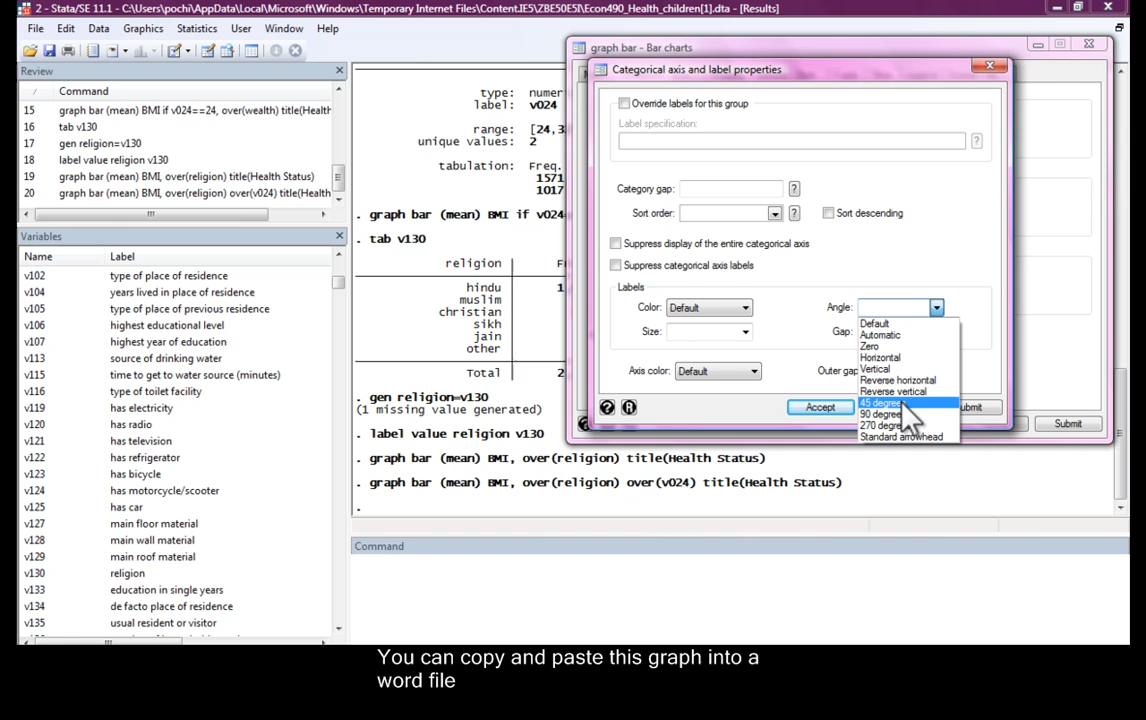 2 - Stata/SE 11.1 - C:\Users\pochi\AppData\Local\Microsoft\Windows\Temporary Internet Files\Content.IE5\ZBE50E5I\Econ490_Health_children[1].dta - [Results]
File Edit Data Graphics Statistics User Window Help
Review
Command
15 graph bar (mean) BMI if v024==24, over(wealth) title(Health
16 tab v130
17 gen religion=v130
18 label value religion v130
19 graph bar (mean) BMI, over(religion) title(Health Status)
20 graph bar (mean) BMI, over(religion) over(v024) title(Health
Variables
Name Label
v102 type of place of residence
v104 years lived in place of residence
v105 type of place of previous residence
v106 highest educational level
v107 highest year of education
v113 source of drinking water
v115 time to get to water source (minutes)
v116 type of toilet facility
v119 has electricity
v120 has radio
v121 has television
v122 has refrigerator
v123 has bicycle
v124 has motorcycle/scooter
v125 has car
v127 main floor material
v128 main wall material
v129 main roof material
v130 religion
v133 education in single years
v134 de facto place of residence
v135 usual resident or visitor
type: numer
label: v024
range: [24,3
unique values: 2
tabulation: Freq.
1571
1017
. graph bar (mean) BMI if v024=
. tab v130
religion F
hindu 1
muslim
christian
sikh
jain
other
Total 2
. gen religion=v130
(1 missing value generated)
. label value religion v130
. graph bar (mean) BMI, over(religion) title(Health Status)
. graph bar (mean) BMI, over(religion) over(v024) title(Health Status)
.
Command
graph bar - Bar charts
Submit
Categorical axis and label properties
Override labels for this group
Label specification:
?
Category gap: ?
Sort order: ? Sort descending
Suppress display of the entire categorical axis
Suppress categorical axis labels
Labels
Color: Default Angle:
Size: Gap:
Axis color: Default Outer gap
? R Accept ubmit
Default
Automatic
Zero
Horizontal
Vertical
Reverse horizontal
Reverse vertical
45 degree
90 degree
270 degre
Standard arrowhead
You can copy and paste this graph into a
word file